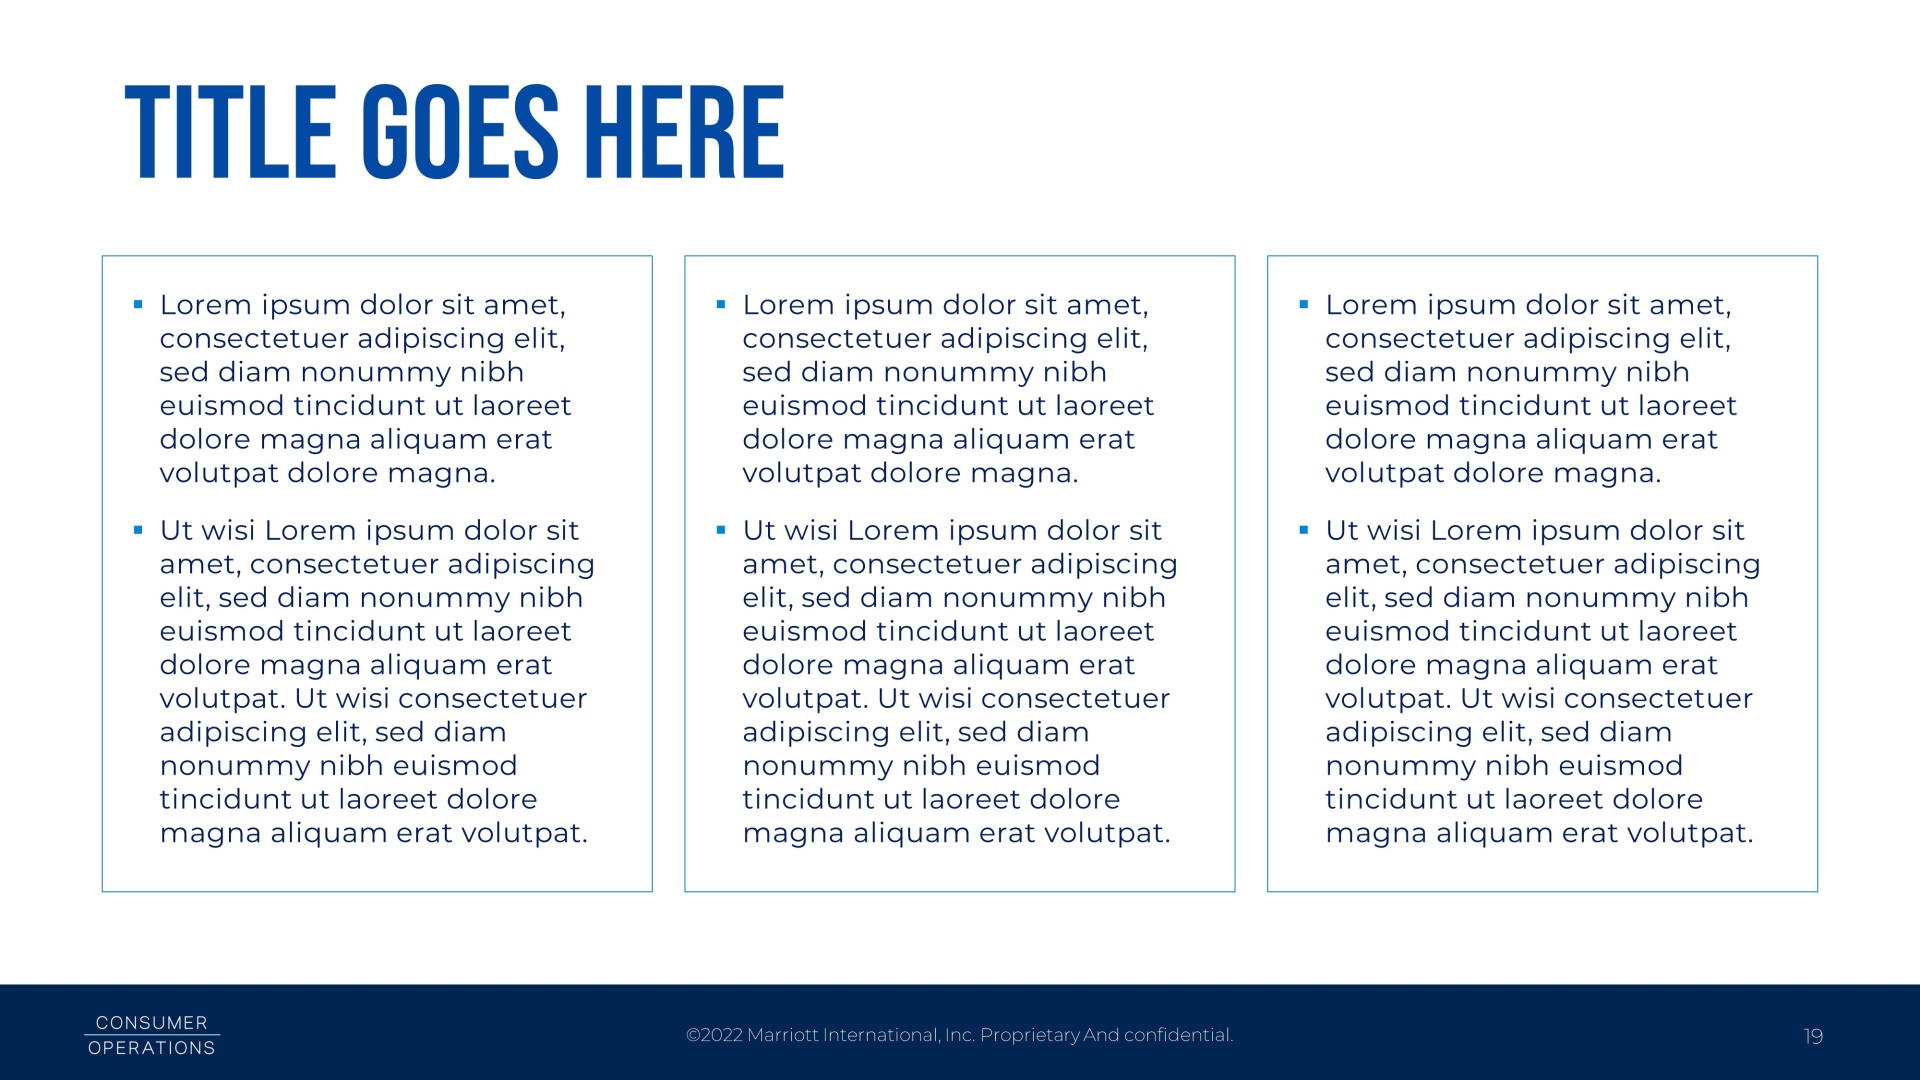 TITLE GOES HERE
▪ Lorem ipsum dolor sit amet,
consectetuer adipiscing elit,
sed diam nonummy nibh
euismod tincidunt ut laoreet
dolore magna aliquam erat
volutpat dolore magna.
▪ Ut wisi Lorem ipsum dolor sit
amet, consectetuer adipiscing
elit, sed diam nonummy nibh
euismod tincidunt ut laoreet
dolore magna aliquam erat
volutpat. Ut wisi consectetuer
adipiscing elit, sed diam
nonummy nibh euismod
tincidunt ut laoreet dolore
magna aliquam erat volutpat.
▪ Lorem ipsum dolor sit amet,
consectetuer adipiscing elit,
sed diam nonummy nibh
euismod tincidunt ut laoreet
dolore magna aliquam erat
volutpat dolore magna.
▪ Ut wisi Lorem ipsum dolor sit
amet, consectetuer adipiscing
elit, sed diam nonummy nibh
euismod tincidunt ut laoreet
dolore magna aliquam erat
volutpat. Ut wisi consectetuer
adipiscing elit, sed diam
nonummy nibh euismod
tincidunt ut laoreet dolore
magna aliquam erat volutpat.
▪ Lorem ipsum dolor sit amet,
consectetuer adipiscing elit,
sed diam nonummy nibh
euismod tincidunt ut laoreet
dolore magna aliquam erat
volutpat dolore magna.
▪ Ut wisi Lorem ipsum dolor sit
amet, consectetuer adipiscing
elit, sed diam nonummy nibh
euismod tincidunt ut laoreet
dolore magna aliquam erat
volutpat. Ut wisi consectetuer
adipiscing elit, sed diam
nonummy nibh euismod
tincidunt ut laoreet dolore
magna aliquam erat volutpat.
CONSUMER
OPERATIONS
©2022 Marriott International, Inc. Proprietary And confidential.
19